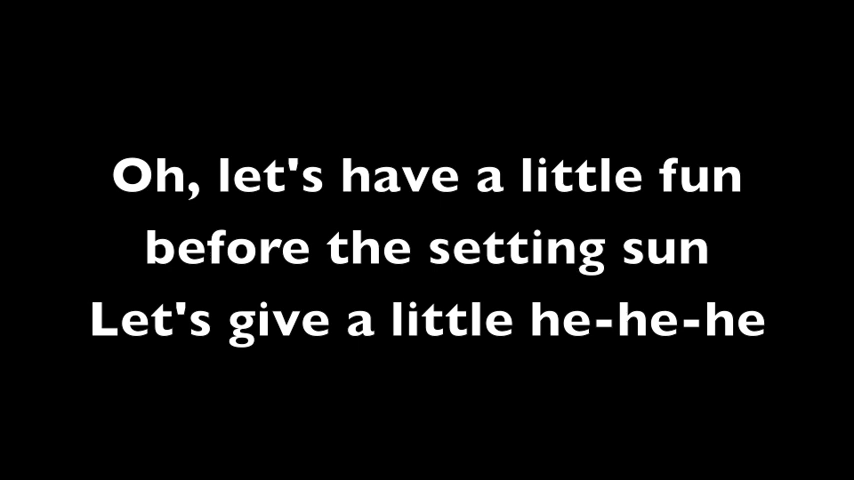 Oh, let's have a little fun
before the setting sun
Let's give a little he-he-he